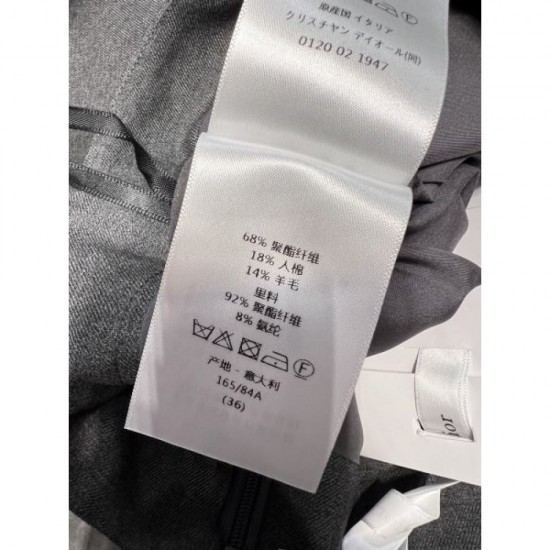 原産国 イタリア
クリスチャン ディオール(同)
0120 02 1947
68% 聚酯纤维
18% 人棉
14% 羊毛
里料
92% 聚酯纤维
8% 氨纶
F
产地 - 意大利
165/84A
(36)
ior